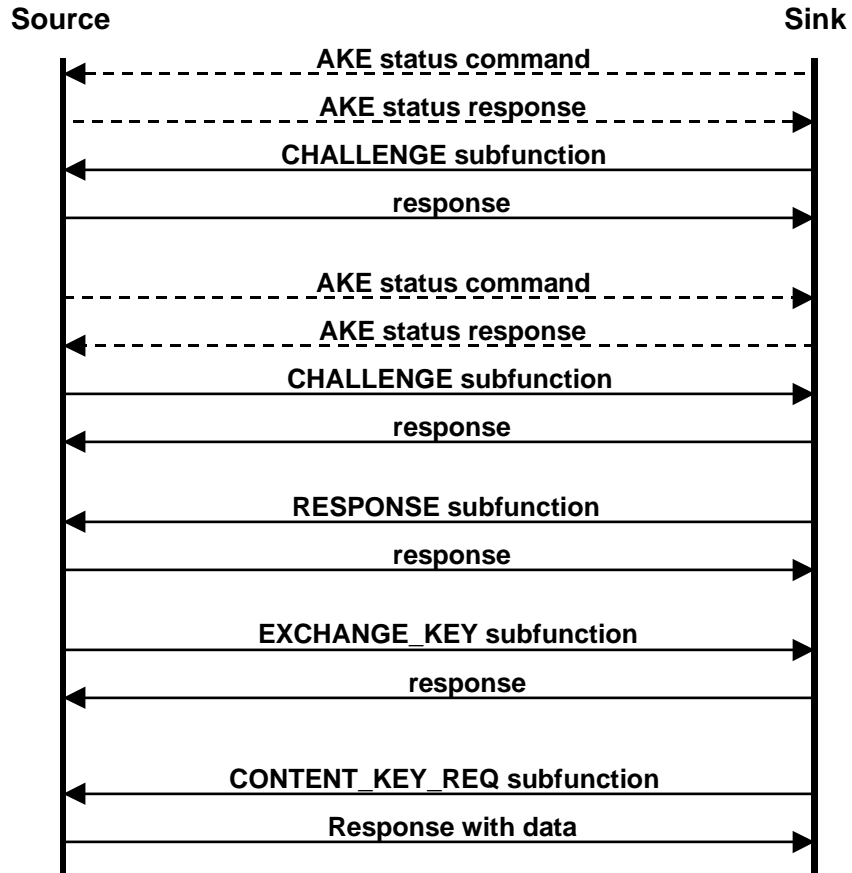 Source Sink
AKE status command
AKE status response
CHALLENGE subfunction
response
AKE status command
AKE status response
CHALLENGE subfunction
response
RESPONSE subfunction
response
EXCHANGE_KEY subfunction
response
CONTENT_KEY_REQ subfunction
Response with data